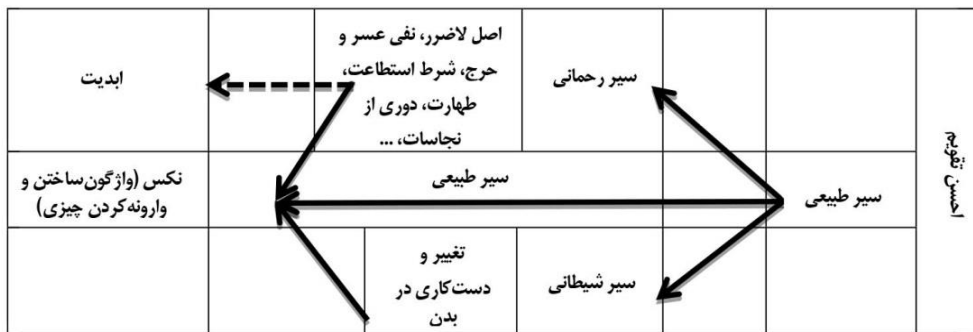 احسن تقویم
سیر رحمانی
اصل لاضرر، نفی عسر و
حرج، شرط استطاعت،
طهارت، دوری از
نجاسات، ...
ابدیت
سیر طبیعی
سیر طبیعی
نکس (واژگون‌ساختن و
وارونه‌کردن چیزی)
سیر شیطانی
تغییر و
دست‌کاری در
بدن